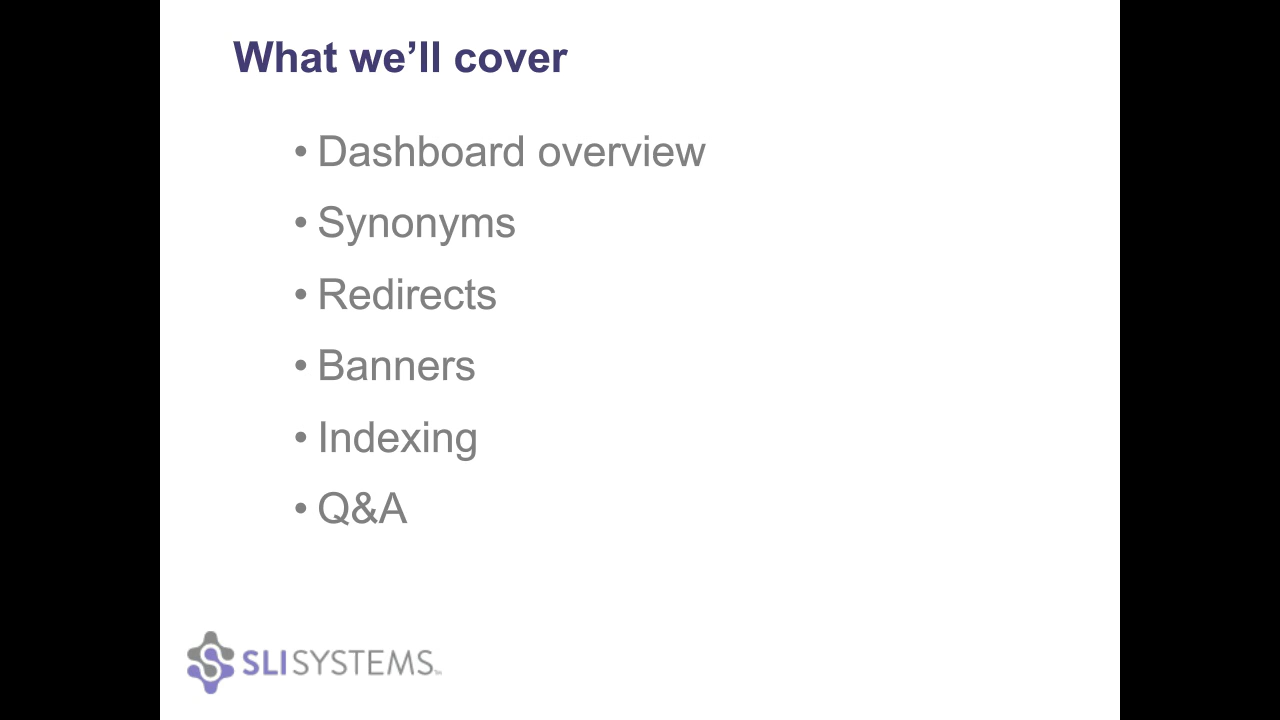 What we’ll cover
• Dashboard overview
• Synonyms
• Redirects
• Banners
• Indexing
• Q&A
SLISYSTEMS